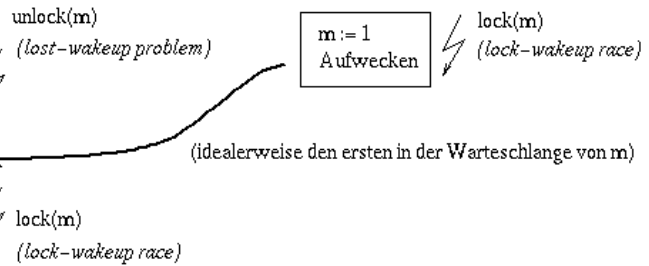 unlock(m)
(lost-wakeup problem)
m := 1
Aufwecken
lock(m)
(lock-wakeup race)
(idealerweise den ersten in der Warteschlange von m)
lock(m)
(lock-wakeup race)